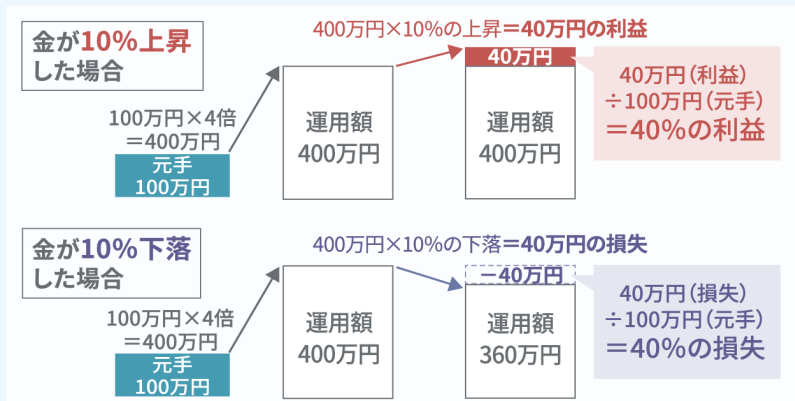 金が10%上昇
した場合
400万円×10%の上昇＝40万円の利益
100万円×4倍
＝400万円
元手
100万円
運用額
400万円
40万円
運用額
400万円
40万円（利益）
÷100万円（元手）
＝40%の利益
金が10%下落
した場合
400万円×10%の下落＝40万円の損失
100万円×4倍
＝400万円
元手
100万円
運用額
400万円
－40万円
運用額
360万円
40万円（損失）
÷100万円（元手）
＝40%の損失